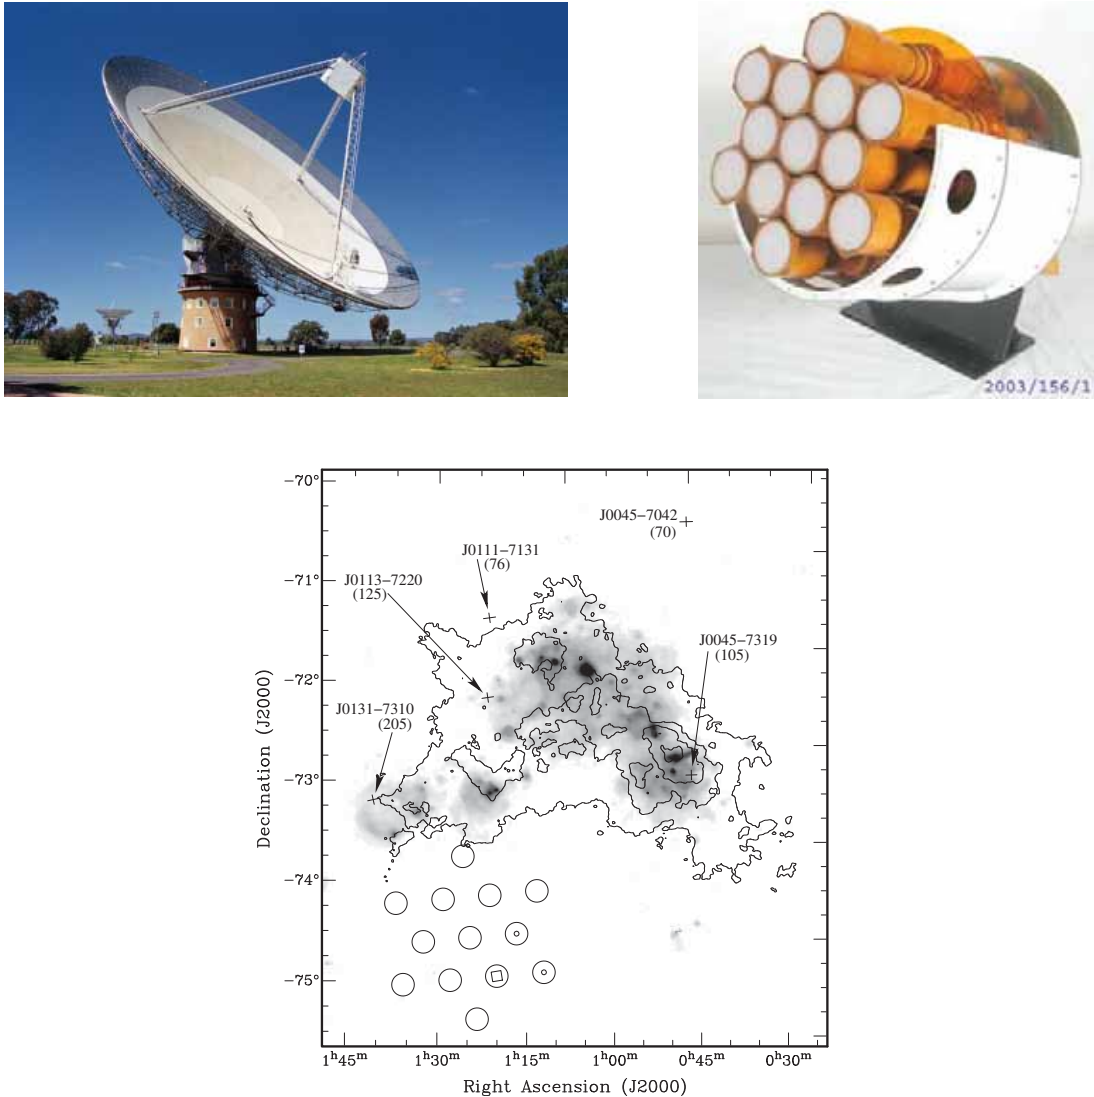 2003/156/1
−70°
J0045−7042
(70)
J0111−7131
(76)
−71°
J0113−7220
(125)
J0045−7319
(105)
−72°
J0131−7310
(205)
−73°
−74°
−75°
Declination (J2000)
1h45m 1h30m 1h15m 1h00m 0h45m 0h30m
Right Ascension (J2000)